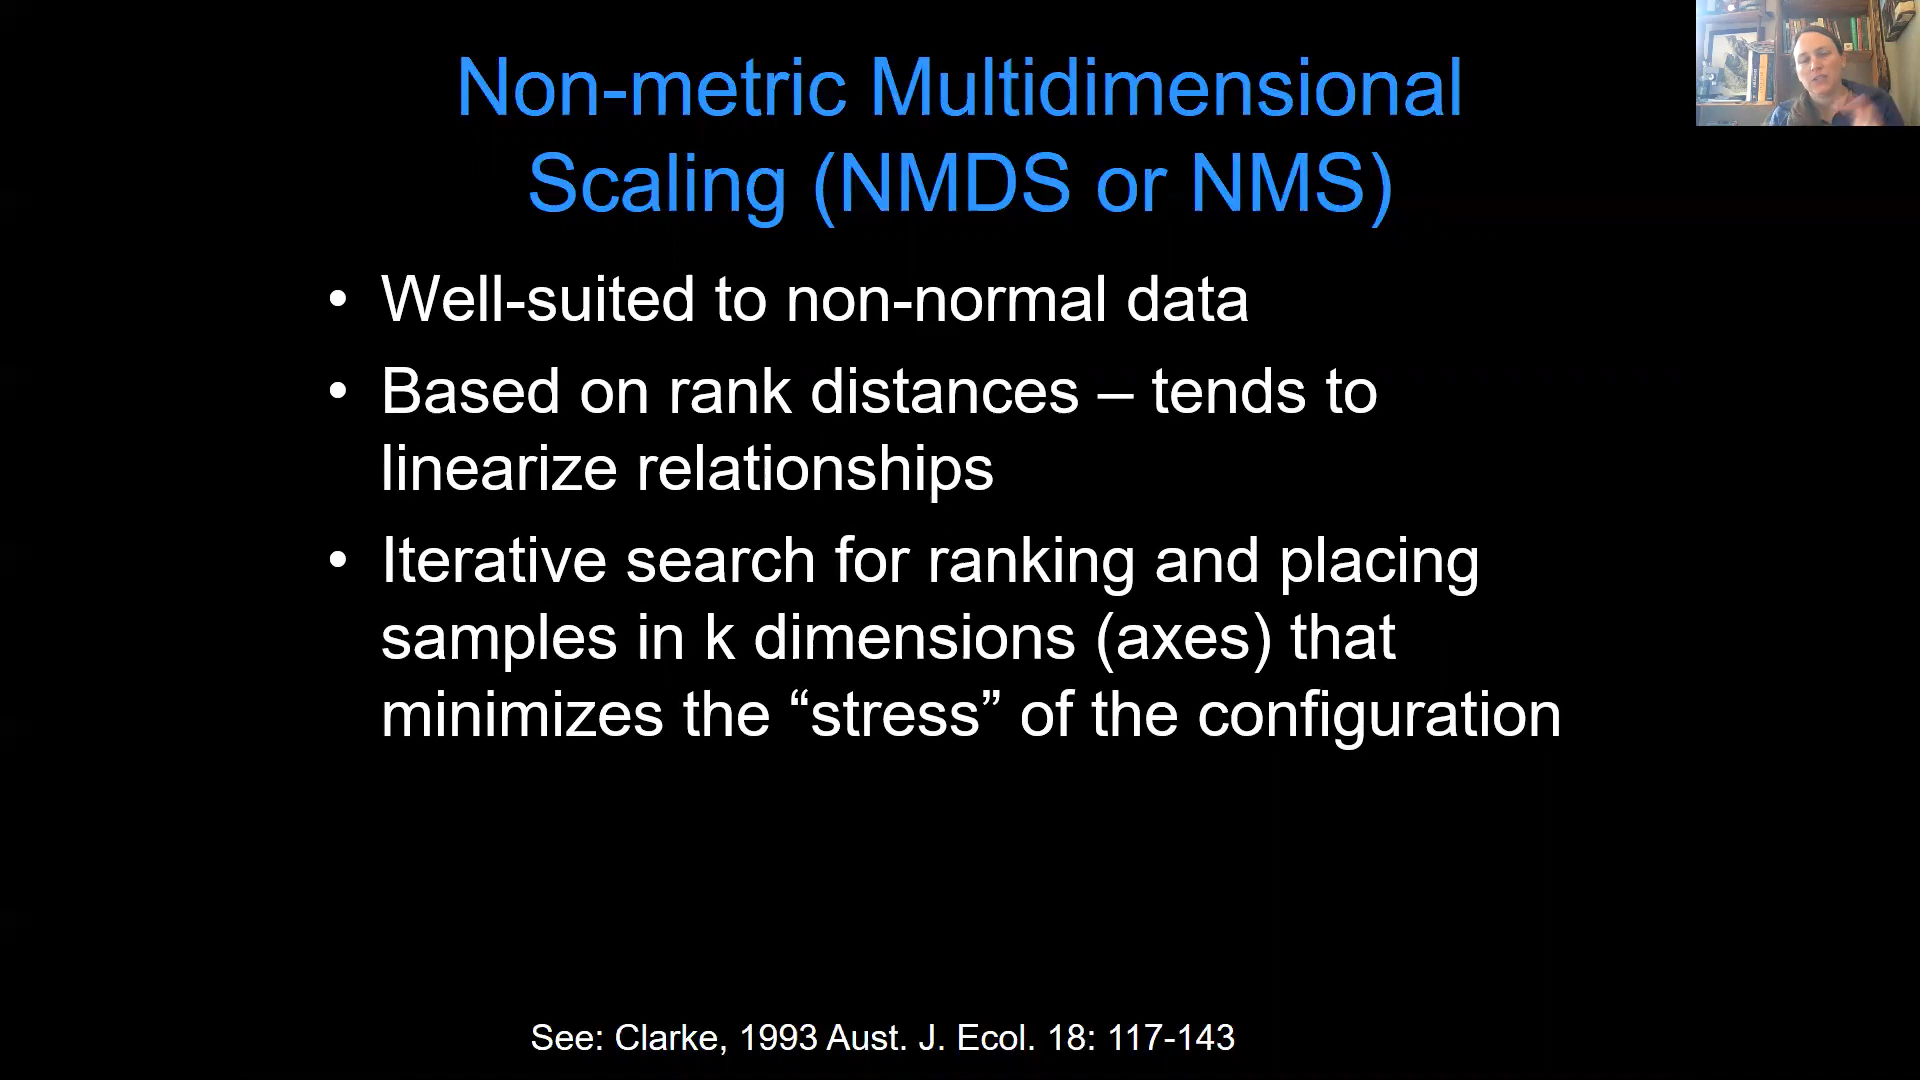 Non-metric Multidimensional
Scaling (NMDS or NMS)
• Well-suited to non-normal data
• Based on rank distances – tends to
linearize relationships
• Iterative search for ranking and placing
samples in k dimensions (axes) that
minimizes the “stress” of the configuration
See: Clarke, 1993 Aust. J. Ecol. 18: 117-143